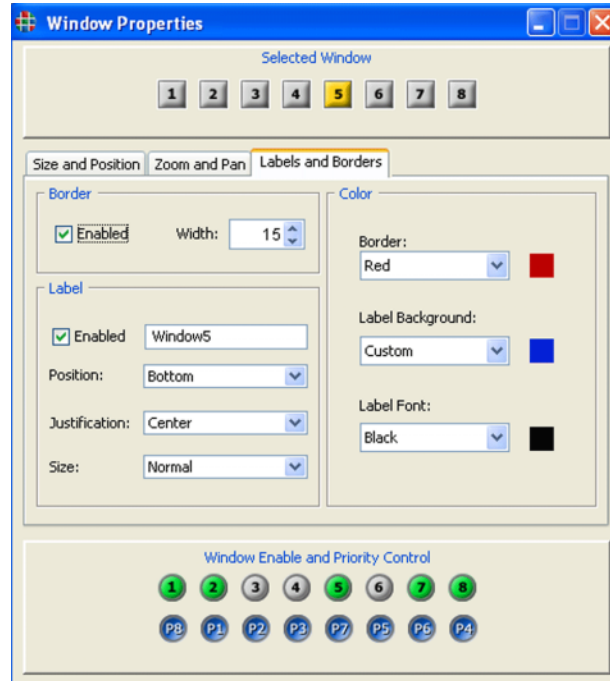 Window Properties
Selected Window
1 2 3 4 5 6 7 8
Size and Position Zoom and Pan Labels and Borders
Border
Enabled Width: 15
Label
Enabled Window5
Position: Bottom
Justification: Center
Size: Normal
Color
Border:
Red
Label Background:
Custom
Label Font:
Black
Window Enable and Priority Control
1 2 3 4 5 6 7 8
P8 P1 P2 P3 P7 P5 P6 P4